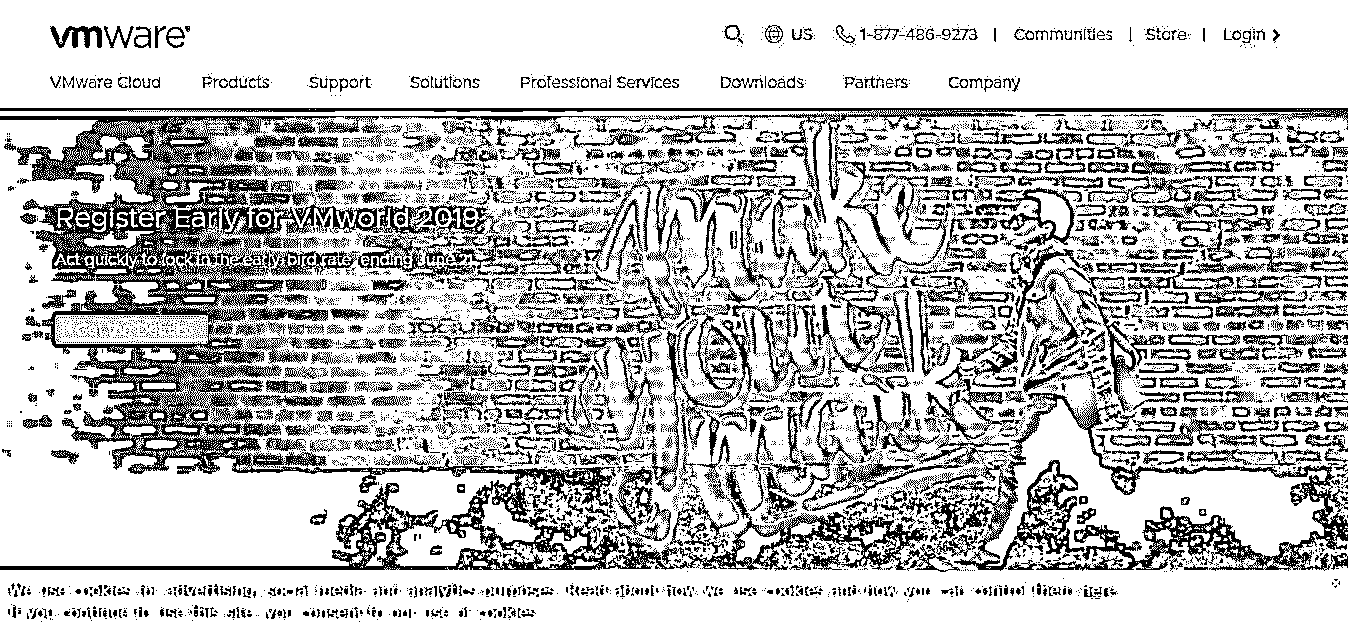 vmware®
US
1-877-486-9273 | Communities | Store | Login
VMware Cloud Products Support Solutions Professional Services Downloads Partners Company
Register Early for VMworld 2019
Act quickly to lock in the early bird rate, ending June 21.
make
your
mark
We use cookies for advertising, social media and analytics purposes. Read about how we use cookies and how you can control them here
If you continue to use this site, you consent to our use of cookies